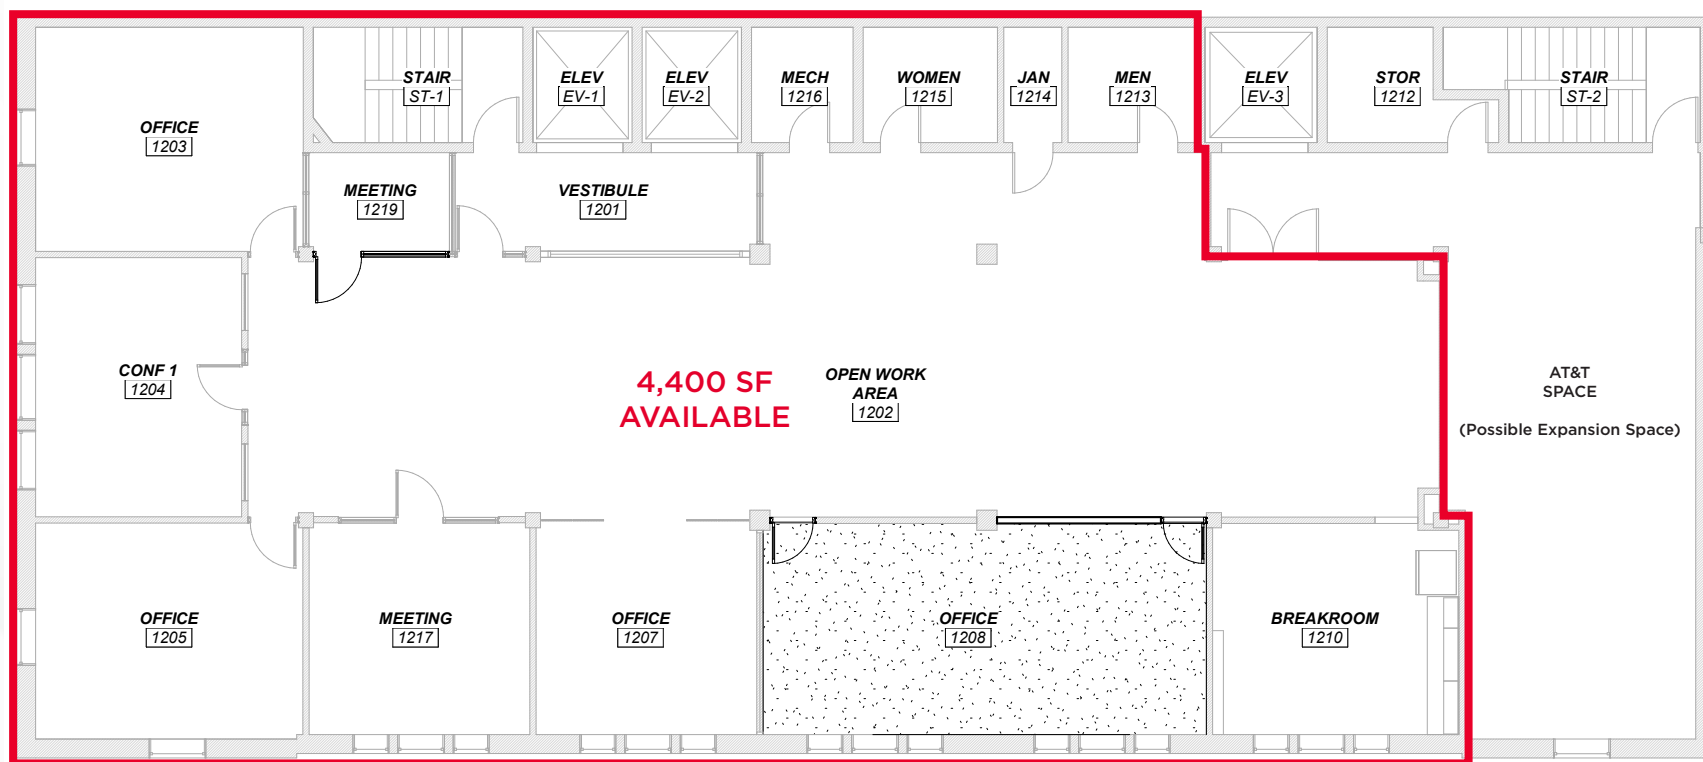 STAIR
ST-1
ELEV
EV-1
ELEV
EV-2
MECH
1216
WOMEN
1215
JAN
1214
MEN
1213
ELEV
EV-3
STOR
1212
STAIR
ST-2
OFFICE
1203
MEETING
1219
VESTIBULE
1201
CONF 1
1204
4,400 SF
AVAILABLE
OPEN WORK
AREA
1202
AT&T
SPACE
(Possible Expansion Space)
OFFICE
1205
MEETING
1217
OFFICE
1207
OFFICE
1208
BREAKROOM
1210